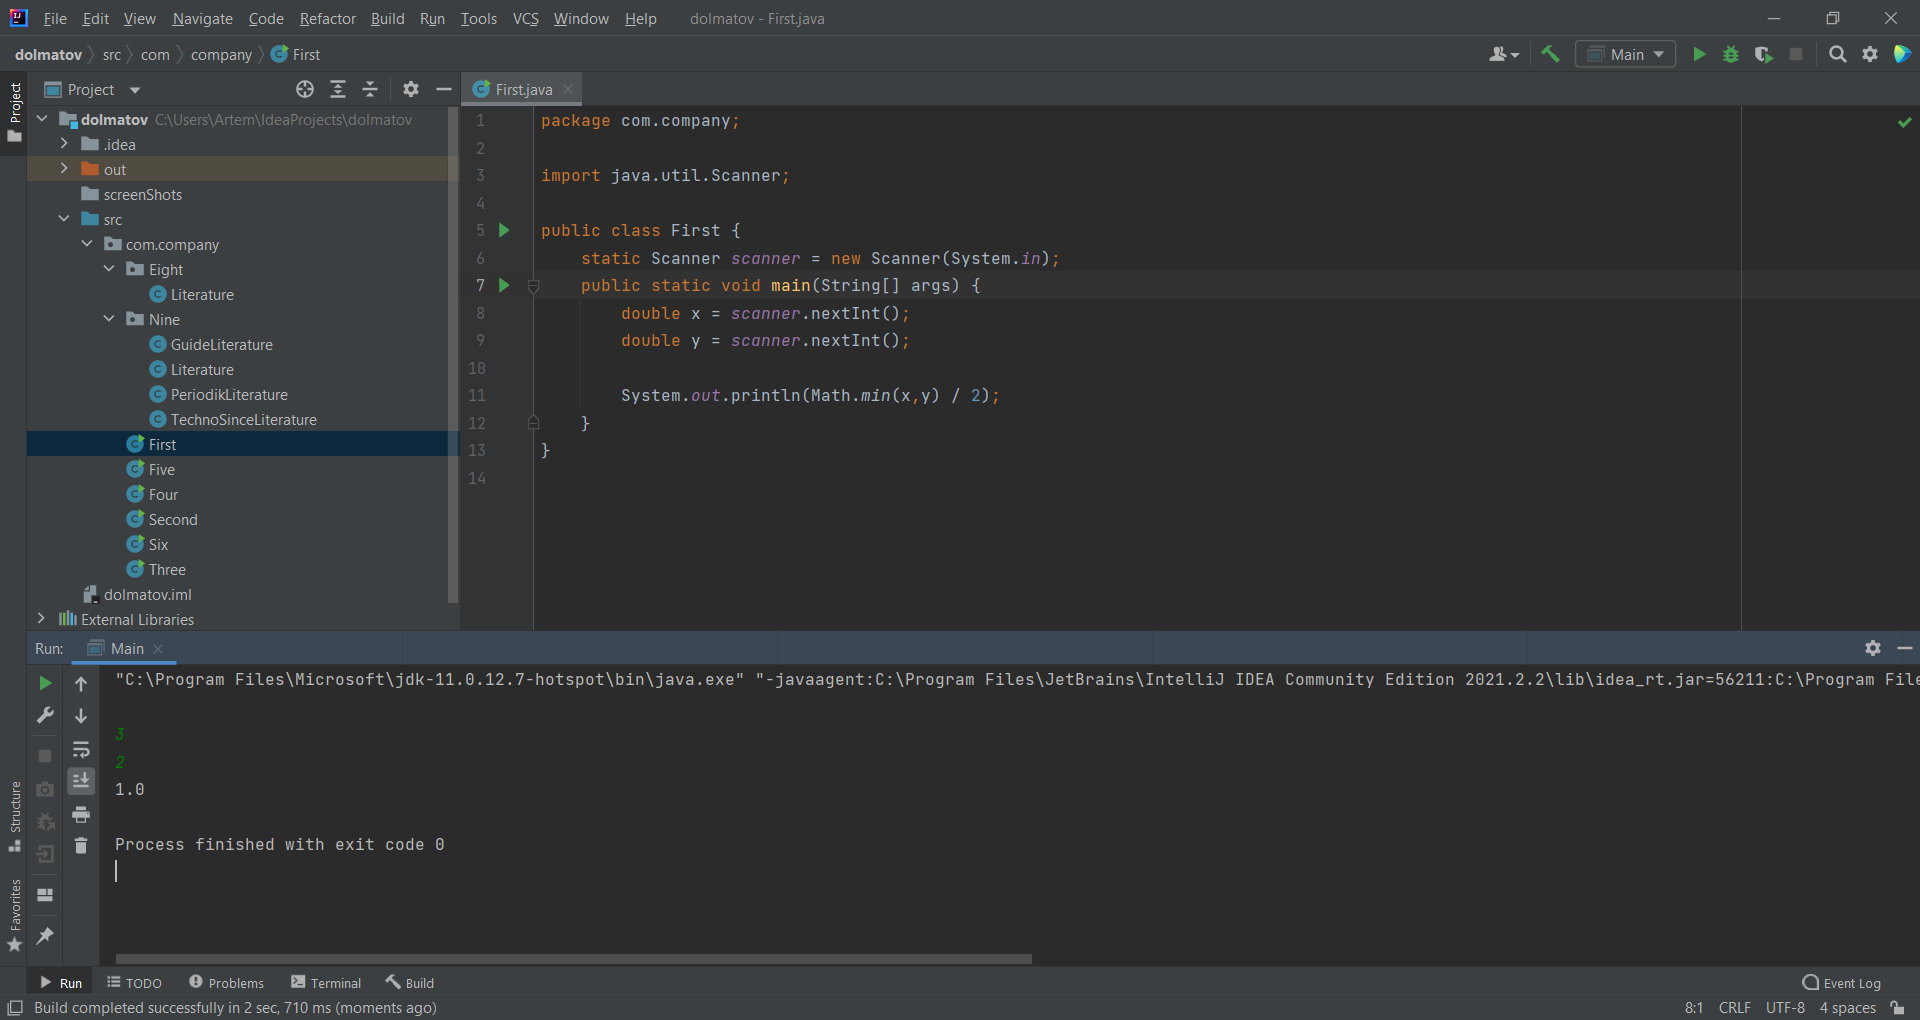 File Edit View Navigate Code Refactor Build Run Tools VCS Window Help dolmatov - First.java
dolmatov src com company First
Main
Project
Project
dolmatov C:\Users\Artem\IdeaProjects\dolmatov
.idea
out
screenShots
src
com.company
Eight
Literature
Nine
GuideLiterature
Literature
PeriodikLiterature
TechnoSinceLiterature
First
Five
Four
Second
Six
Three
dolmatov.iml
External Libraries
First.java
1 package com.company;
2
3 import java.util.Scanner;
4
5 public class First {
6 static Scanner scanner = new Scanner(System.in);
7 public static void main(String[] args) {
8 double x = scanner.nextInt();
9 double y = scanner.nextInt();
10
11 System.out.println(Math.min(x,y) / 2);
12 }
13 }
14
Run: Main
"C:\Program Files\Microsoft\jdk-11.0.12.7-hotspot\bin\java.exe" "-javaagent:C:\Program Files\JetBrains\IntelliJ IDEA Community Edition 2021.2.2\lib\idea_rt.jar=56211:C:\Program File
3
2
1.0
Process finished with exit code 0
Structure
Favorites
Run TODO Problems Terminal Build Event Log
Build completed successfully in 2 sec, 710 ms (moments ago) 8:1 CRLF UTF-8 4 spaces